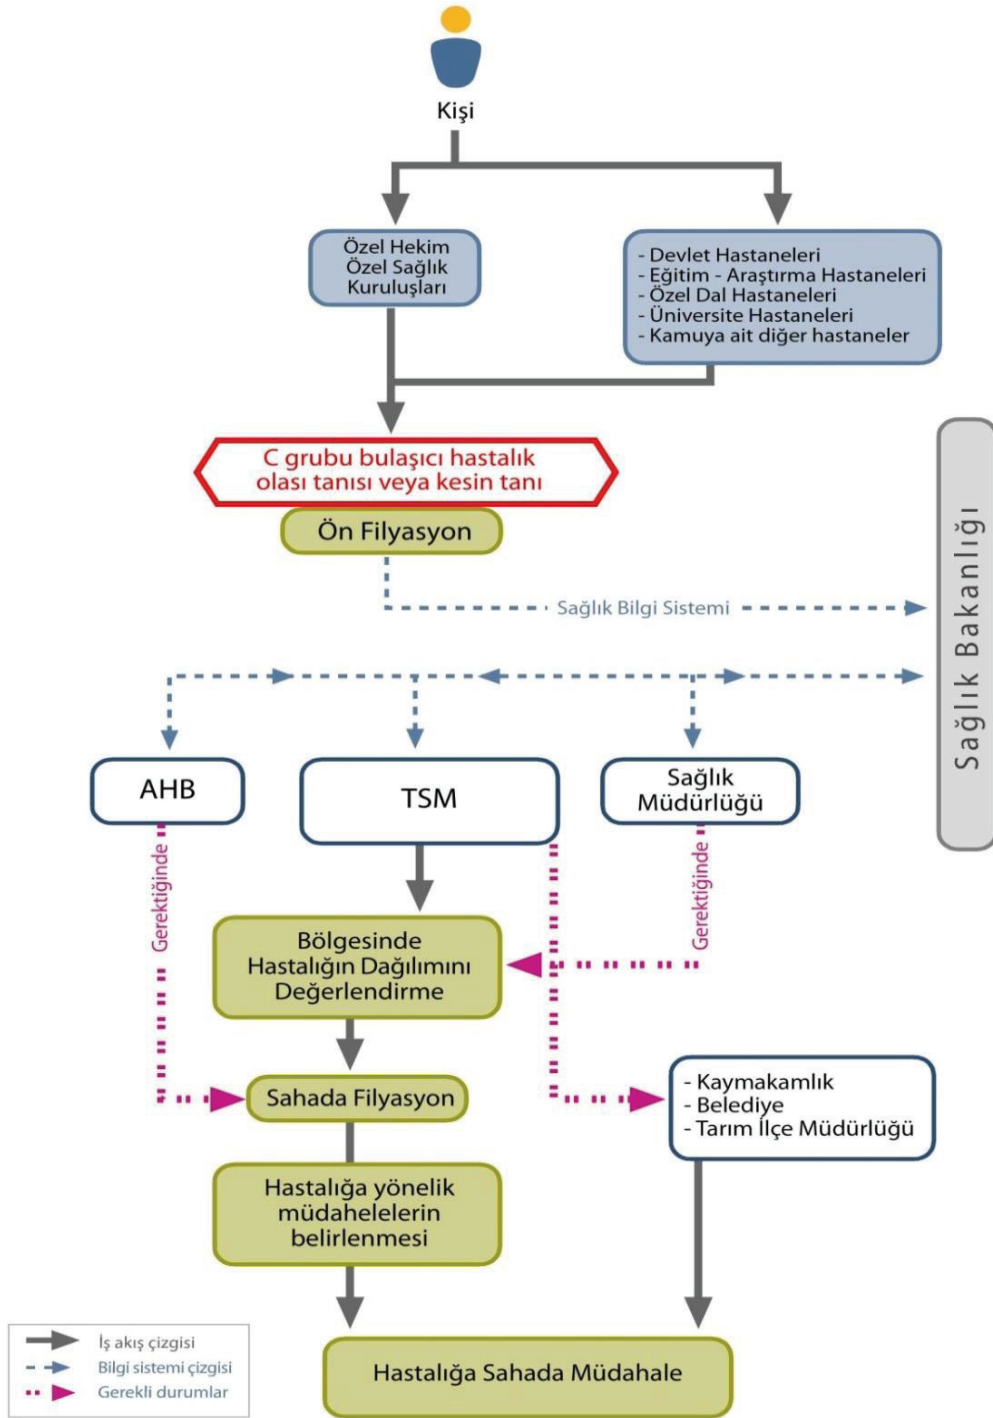 Kişi
Özel Hekim
Özel Sağlık
Kuruluşları
- Devlet Hastaneleri
- Eğitim - Araştırma Hastaneleri
- Özel Dal Hastaneleri
- Üniversite Hastaneleri
- Kamuya ait diğer hastaneler
C grubu bulaşıcı hastalık
olası tanısı veya kesin tanı
Ön Filyasyon
Sağlık Bilgi Sistemi
Sağlık Bakanlığı
AHB
TSM
Sağlık
Müdürlüğü
Gerektiğinde
Gerektiğinde
Bölgesinde
Hastalığın Dağılımını
Değerlendirme
Sahada Filyasyon
- Kaymakamlık
- Belediye
- Tarım İlçe Müdürlüğü
Hastalığa yönelik
müdahelelerin
belirlenmesi
Hastalığa Sahada Müdahale
İş akış çizgisi
Bilgi sistemi çizgisi
Gerekli durumlar